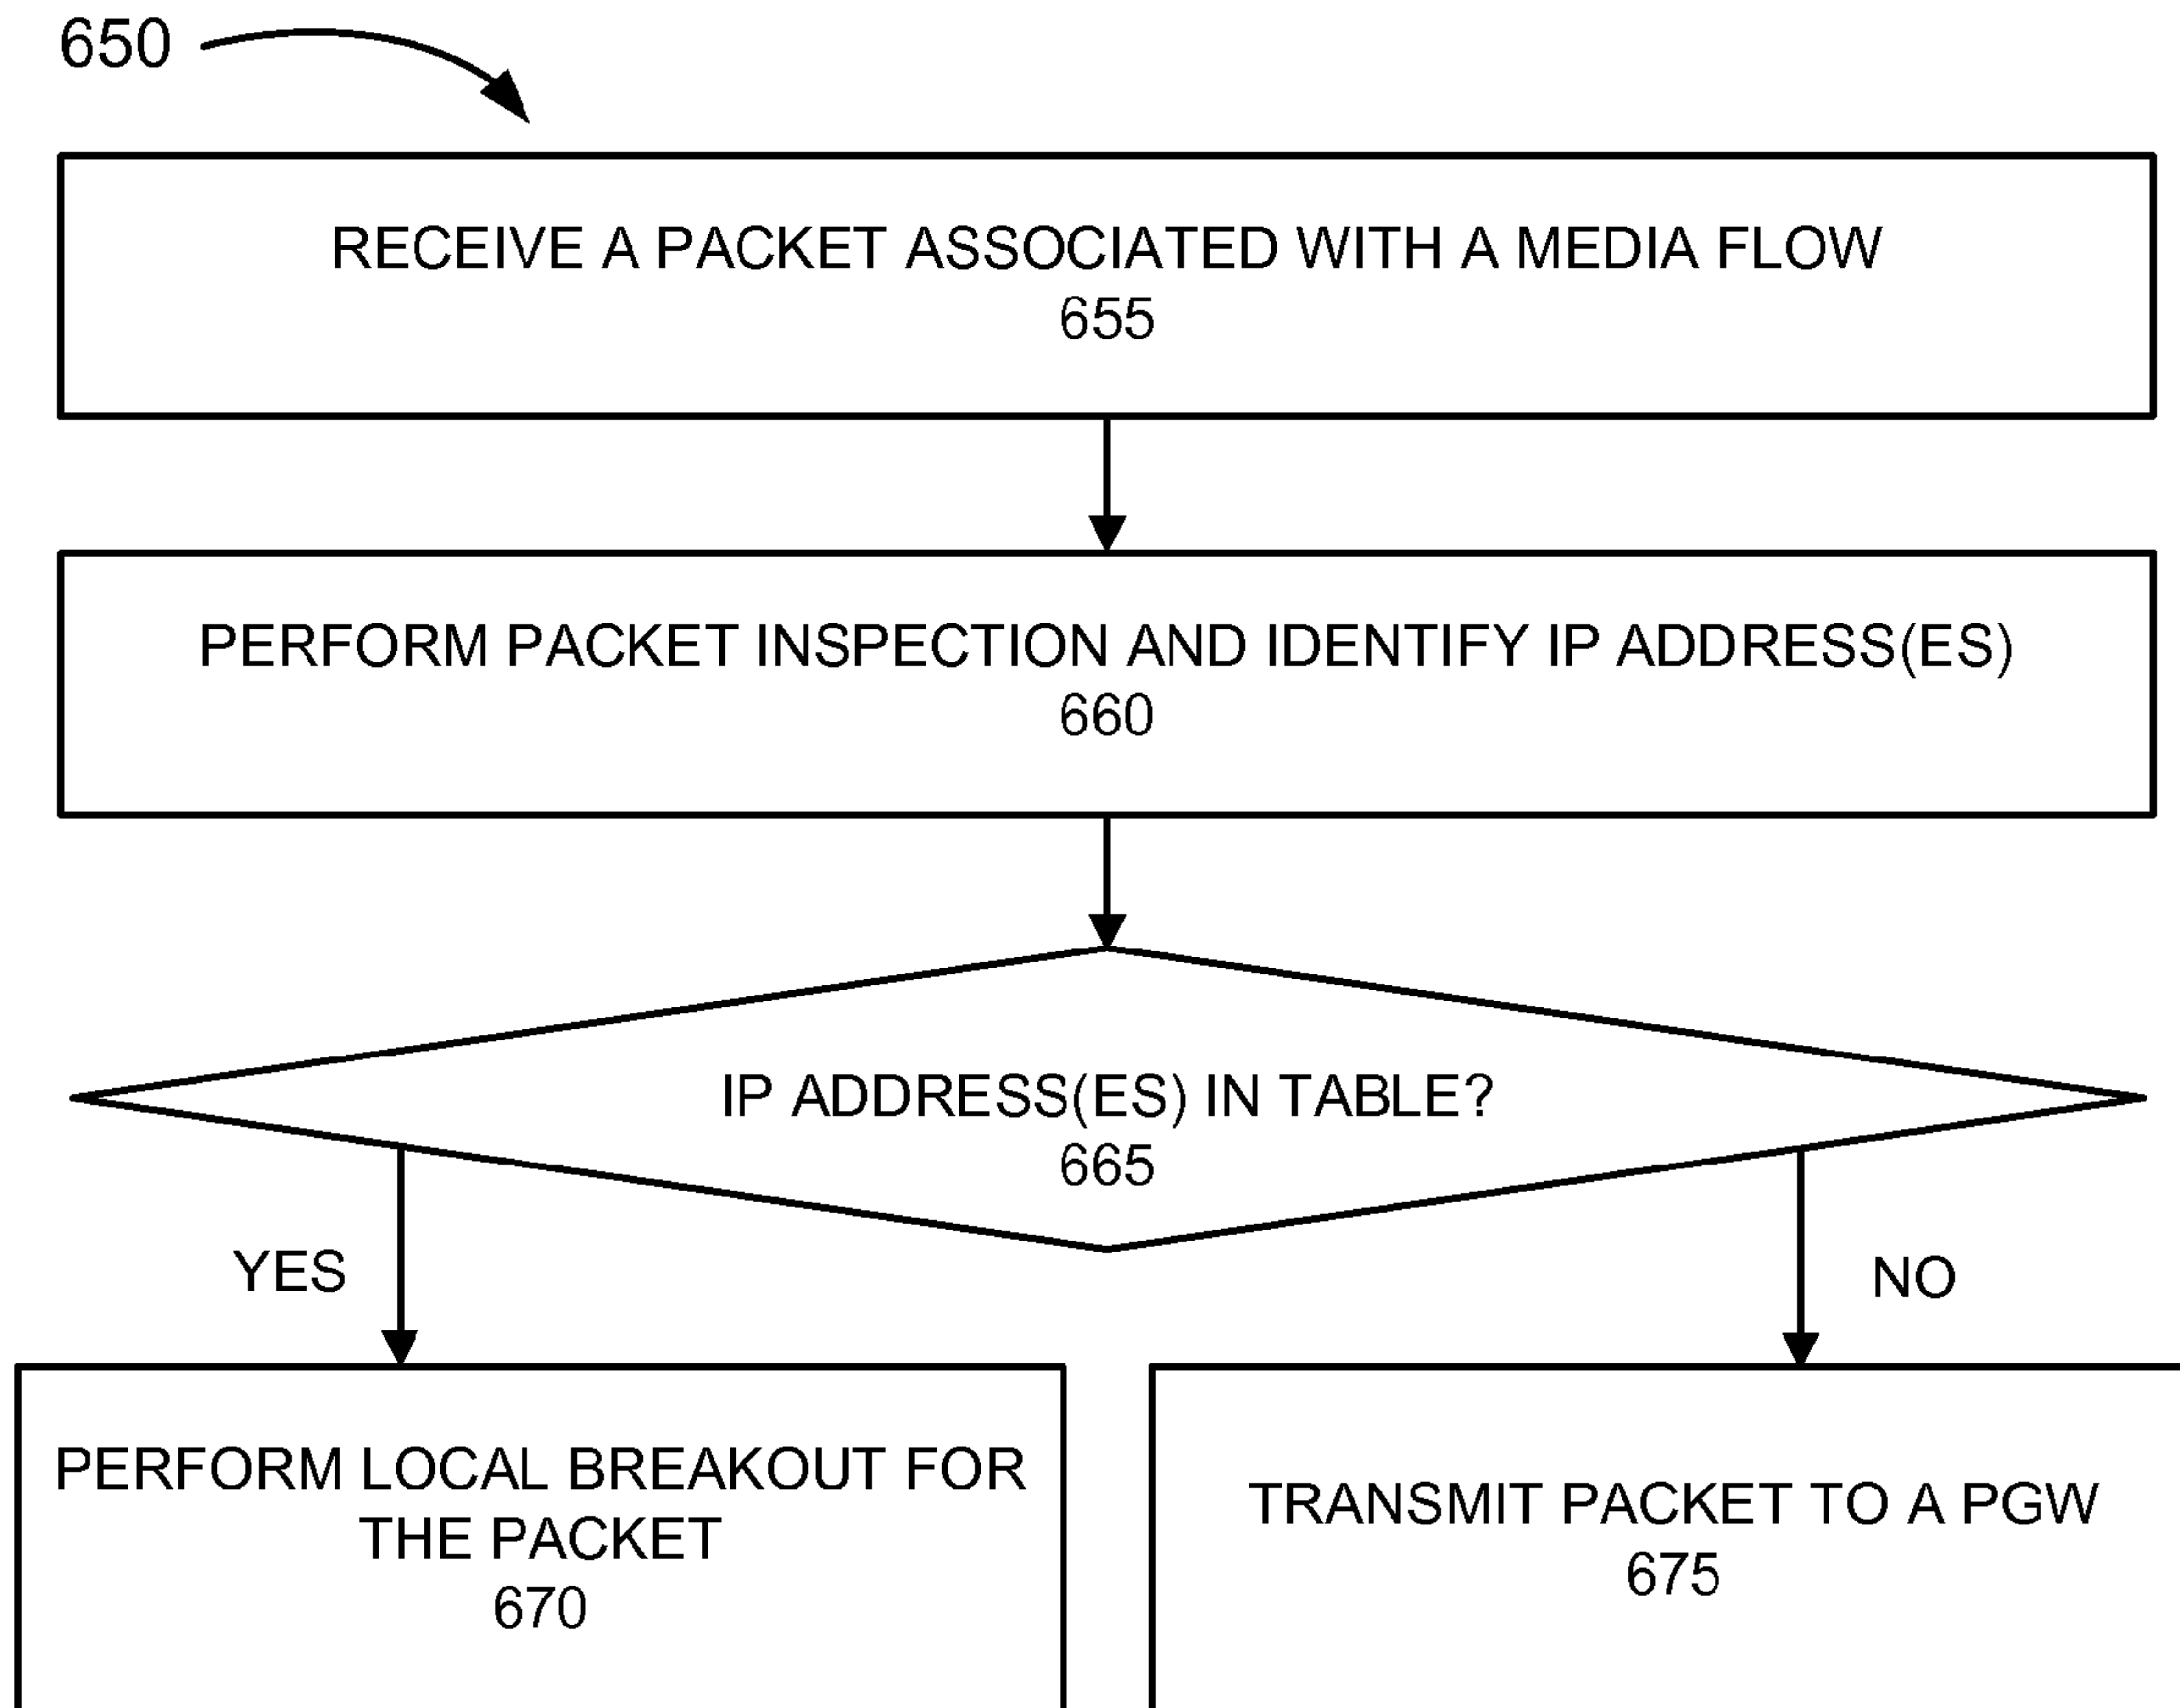 650
RECEIVE A PACKET ASSOCIATED WITH A MEDIA FLOW
655
PERFORM PACKET INSPECTION AND IDENTIFY IP ADDRESS(ES)
660
IP ADDRESS(ES) IN TABLE?
665
YES
NO
PERFORM LOCAL BREAKOUT FOR
THE PACKET
670
TRANSMIT PACKET TO A PGW
675